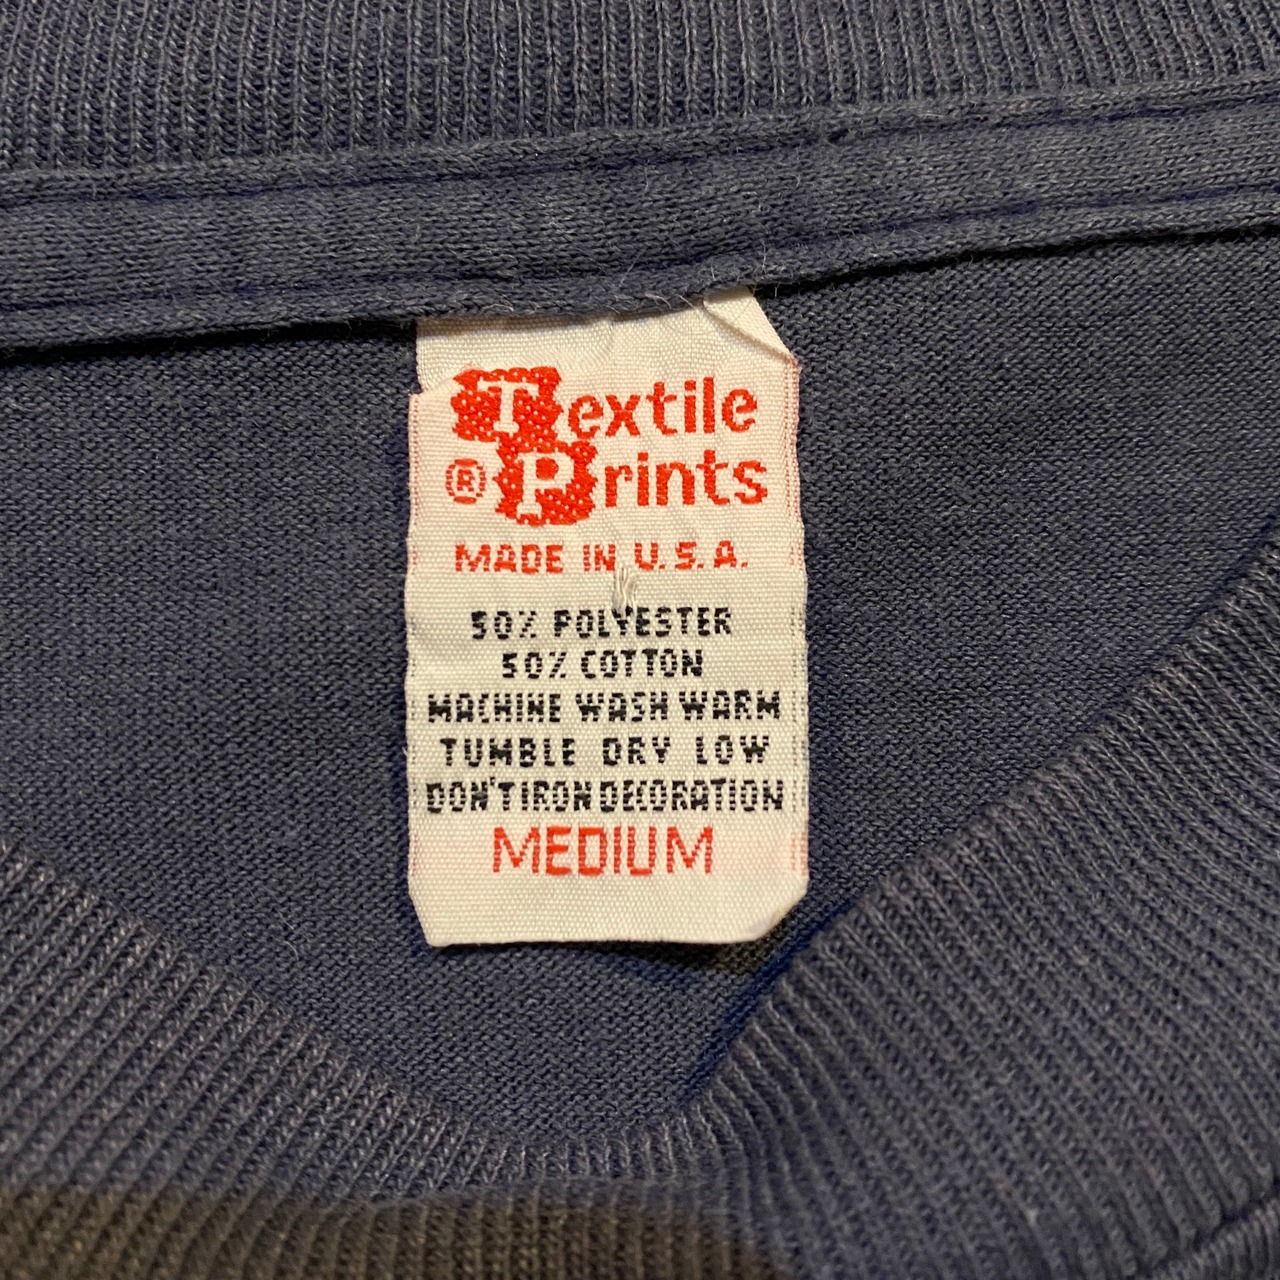 Textile
® Prints
MADE IN U.S.A.
50% POLYESTER
50% COTTON
MACHINE WASH WARM
TUMBLE DRY LOW
DON'T IRON DECORATION
MEDIUM